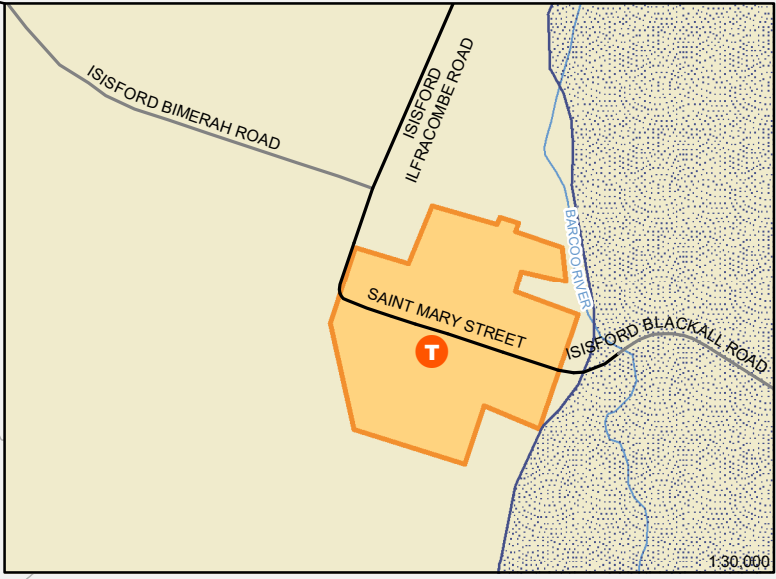 ISISFORD BIMERAH ROAD
ISISFORD
ILFRACOMBE ROAD
BARCOO RIVER
SAINT MARY STREET
ISISFORD BLACKALL ROAD
T
1:30,000